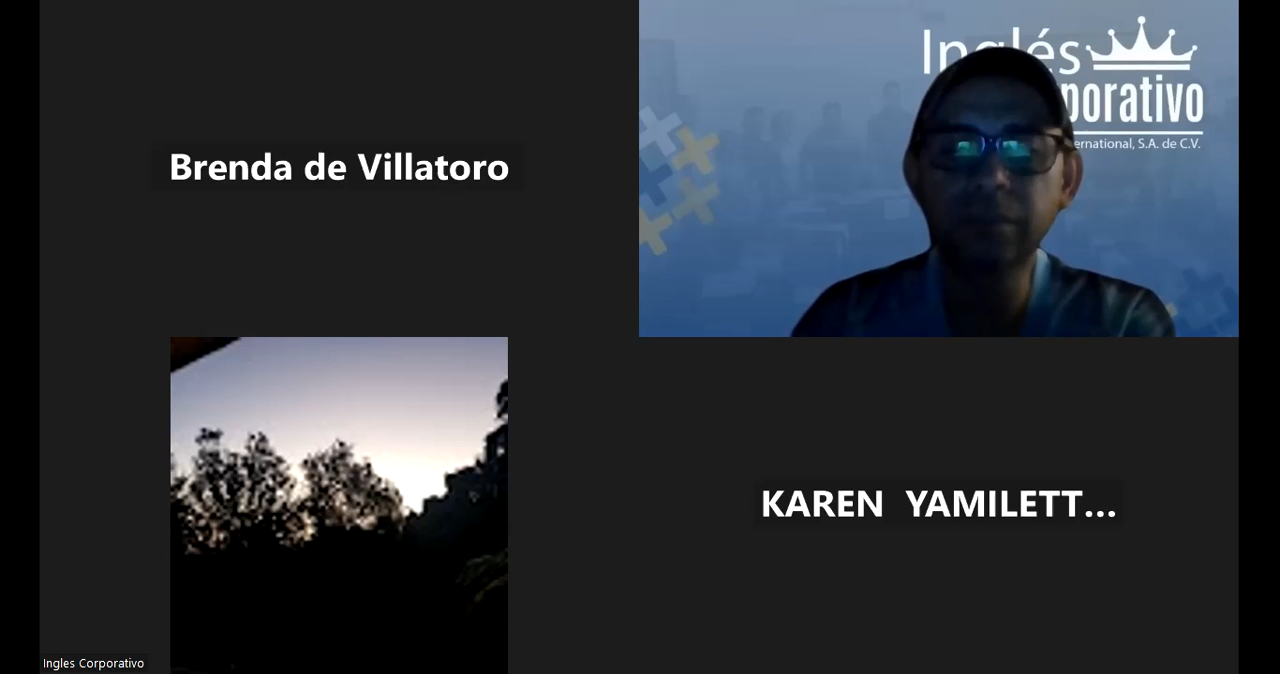 Brenda de Villatoro
Inglés
porativo
ernational, S.A. de C.V.
KAREN YAMILETT...
Ingles Corporativo